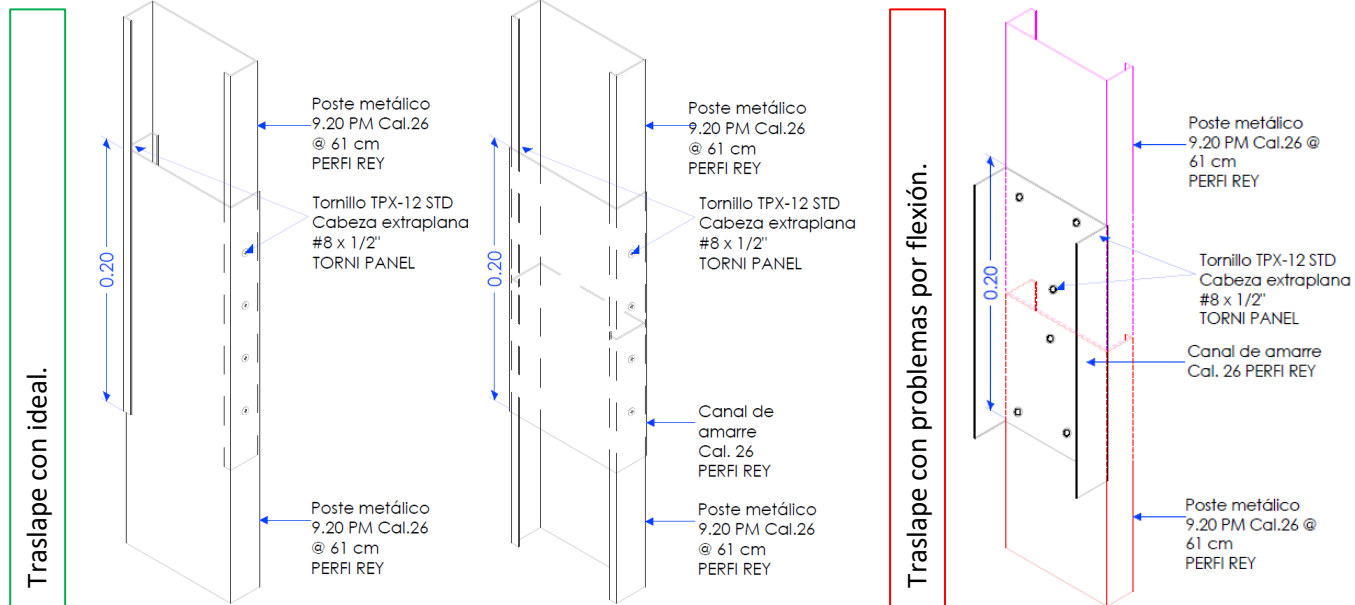 Traslape con ideal.
Poste metálico
9.20 PM Cal.26
@ 61 cm
PERFI REY
Tornillo TPX-12 STD
Cabeza extraplana
#8 x 1/2"
TORNI PANEL
0.20
Poste metálico
9.20 PM Cal.26
@ 61 cm
PERFI REY
Poste metálico
9.20 PM Cal.26
@ 61 cm
PERFI REY
Tornillo TPX-12 STD
Cabeza extraplana
#8 x 1/2"
TORNI PANEL
0.20
Canal de
amarre
Cal. 26
PERFI REY
Poste metálico
9.20 PM Cal.26
@ 61 cm
PERFI REY
Traslape con problemas por flexión.
Poste metálico
9.20 PM Cal.26 @
61 cm
PERFI REY
Tornillo TPX-12 STD
Cabeza extraplana
#8 x 1/2"
TORNI PANEL
0.20
Canal de amarre
Cal. 26 PERFI REY
Poste metálico
9.20 PM Cal.26 @
61 cm
PERFI REY